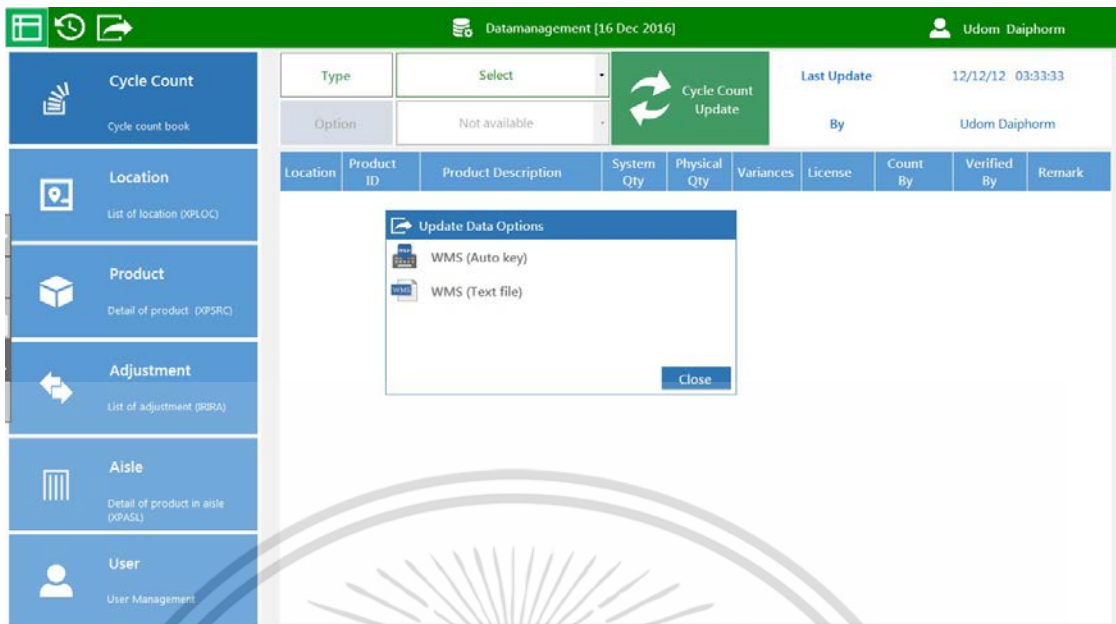 Datamanagement [16 Dec 2016]
Udom Daiphorm
Cycle Count
Cycle count book
Location
List of location (XPLOC)
Product
Detail of product (XPSRC)
Adjustment
List of adjustment (IRIRA)
Aisle
Detail of product in aisle
(XPASL)
User
User Management
Type
Select
Option
Not available
Cycle Count
Update
Last Update
12/12/12 03:33:33
By
Udom Daiphorm
Location
Product
ID
Product Description
System
Qty
Physical
Qty
Variances
License
Count
By
Verified
By
Remark
Update Data Options
WMS (Auto key)
WMS
WMS (Text file)
Close